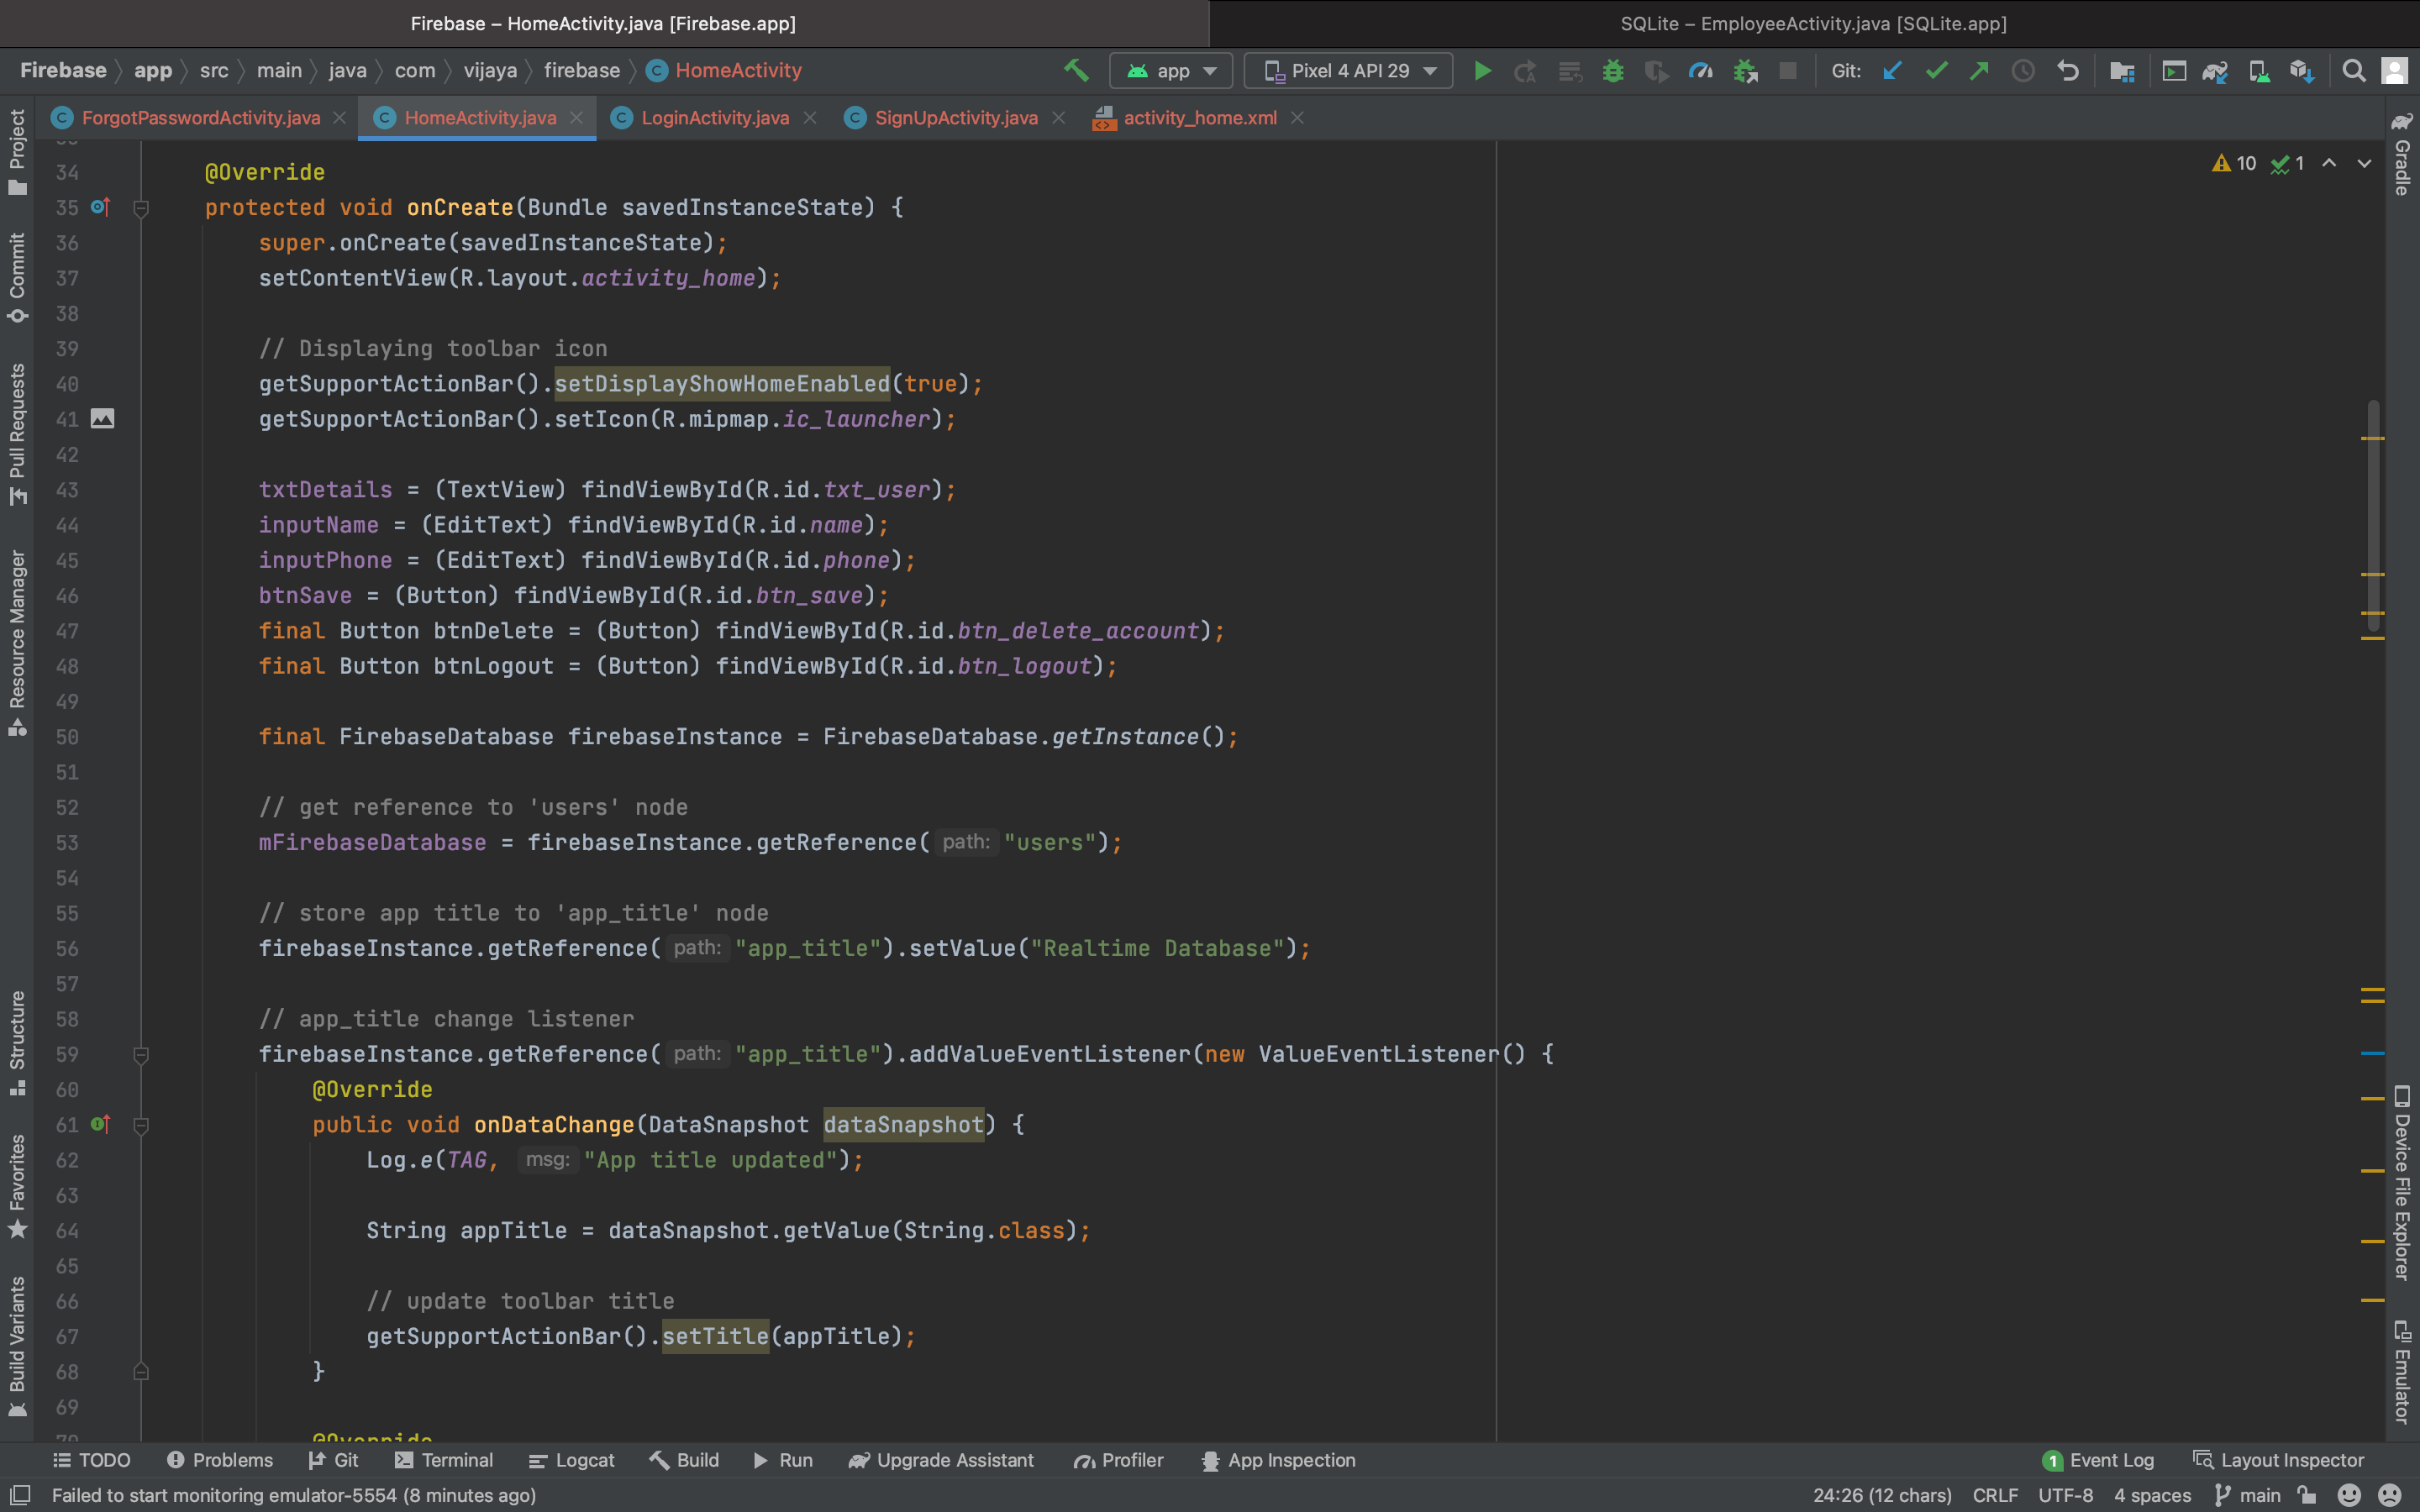 Firebase – HomeActivity.java [Firebase.app]
SQLite – EmployeeActivity.java [SQLite.app]
Firebase app src main java com vijaya firebase HomeActivity
app
Pixel 4 API 29
Git:
ForgotPasswordActivity.java
HomeActivity.java
LoginActivity.java
SignUpActivity.java
activity_home.xml
10
1
Project
Commit
Pull Requests
Resource Manager
Structure
Favorites
Build Variants
34 @Override
35 protected void onCreate(Bundle savedInstanceState) {
36 super.onCreate(savedInstanceState);
37 setContentView(R.layout.activity_home);
38
39 // Displaying toolbar icon
40 getSupportActionBar().setDisplayShowHomeEnabled(true);
41 getSupportActionBar().setIcon(R.mipmap.ic_launcher);
42
43 txtDetails = (TextView) findViewById(R.id.txt_user);
44 inputName = (EditText) findViewById(R.id.name);
45 inputPhone = (EditText) findViewById(R.id.phone);
46 btnSave = (Button) findViewById(R.id.btn_save);
47 final Button btnDelete = (Button) findViewById(R.id.btn_delete_account);
48 final Button btnLogout = (Button) findViewById(R.id.btn_logout);
49
50 final FirebaseDatabase firebaseInstance = FirebaseDatabase.getInstance();
51
52 // get reference to 'users' node
53 mFirebaseDatabase = firebaseInstance.getReference( path: "users");
54
55 // store app title to 'app_title' node
56 firebaseInstance.getReference( path: "app_title").setValue("Realtime Database");
57
58 // app_title change listener
59 firebaseInstance.getReference( path: "app_title").addValueEventListener(new ValueEventListener() {
60 @Override
61 public void onDataChange(DataSnapshot dataSnapshot) {
62 Log.e(TAG, msg: "App title updated");
63
64 String appTitle = dataSnapshot.getValue(String.class);
65
66 // update toolbar title
67 getSupportActionBar().setTitle(appTitle);
68 }
69
70 @Override
Gradle
Device File Explorer
Emulator
TODO
Problems
Git
Terminal
Logcat
Build
Run
Upgrade Assistant
Profiler
App Inspection
1 Event Log
Layout Inspector
Failed to start monitoring emulator-5554 (8 minutes ago)
24:26 (12 chars)
CRLF
UTF-8
4 spaces
main